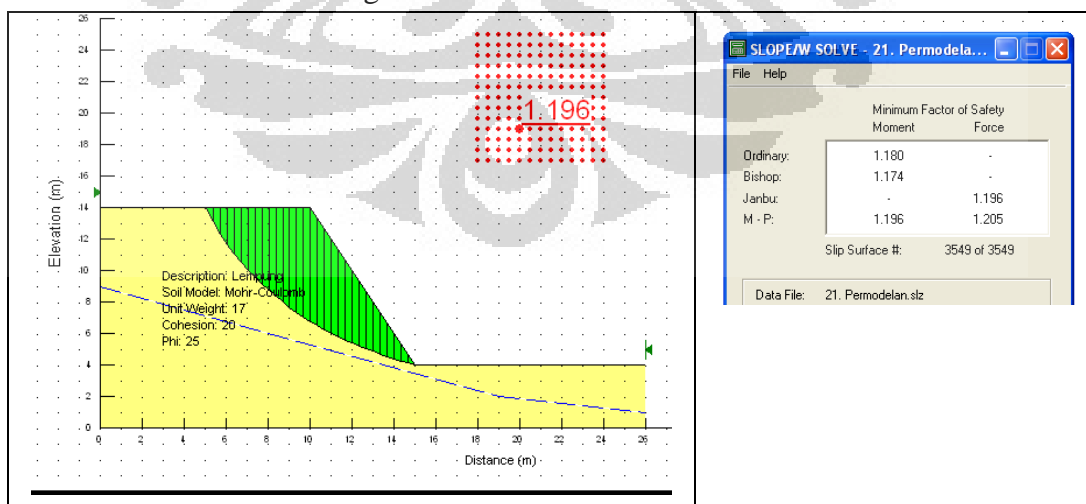 26
24
22
20
18
16
14
12
10
8
6
4
2
0
Elevation (m)
1.196
Description: Lempung
Soil Model: Mohr-Coulomb
Unit Weight: 17
Cohesion: 20
Phi: 25
0 2 4 6 8 10 12 14 16 18 20 22 24 26
Distance (m)
SLOPE/W SOLVE - 21. Permodela...
File Help
Minimum Factor of Safety
Moment Force
Ordinary: 1.180 -
Bishop: 1.174 -
Janbu: - 1.196
M - P: 1.196 1.205
Slip Surface #: 3549 of 3549
Data File: 21. Permodelan.slz